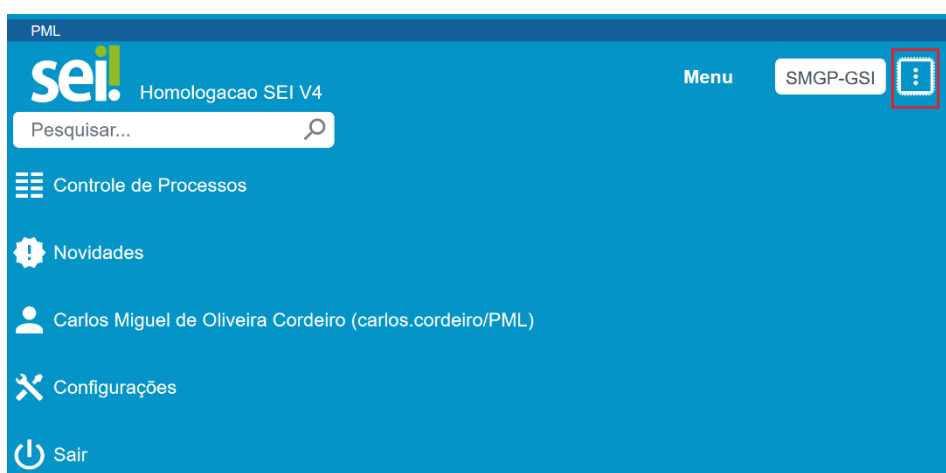 PML
sei!
Homologacao SEI V4
Menu
SMGP-GSI
Pesquisar...
Controle de Processos
Novidades
Carlos Miguel de Oliveira Cordeiro (carlos.cordeiro/PML)
Configurações
Sair